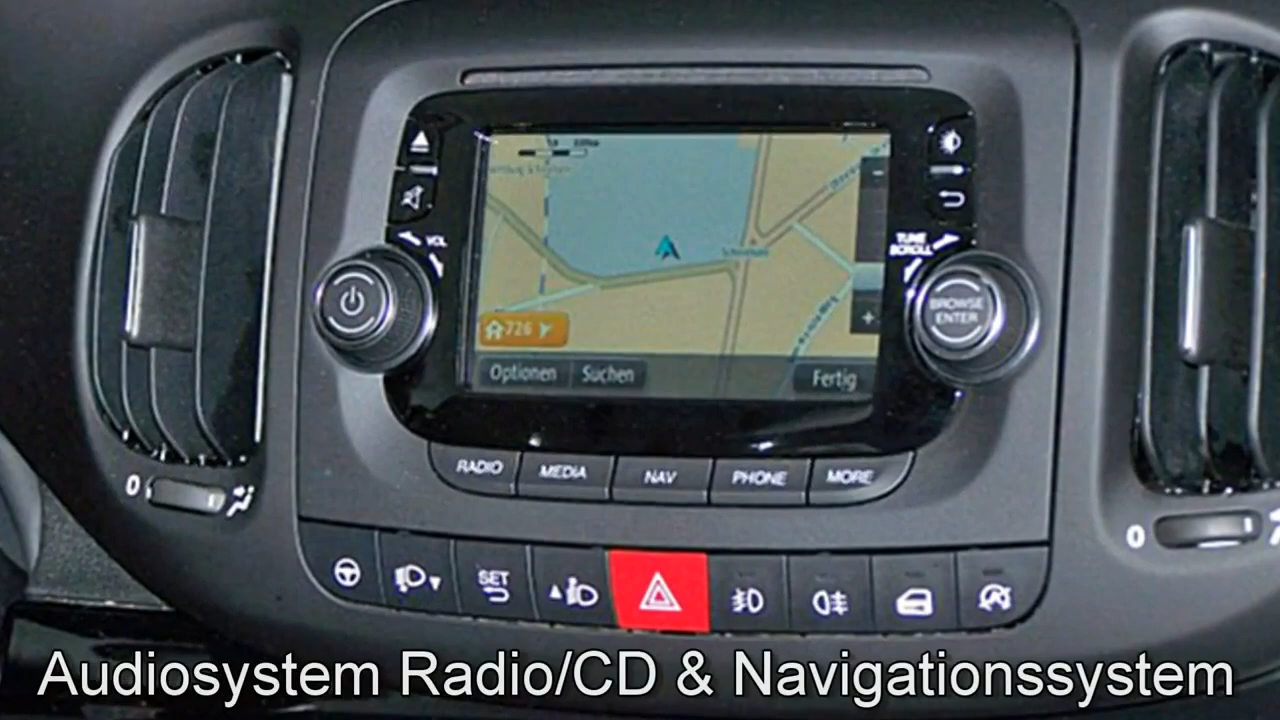 VOL
TUNE
SCROLL
BROWSE
ENTER
726
Optionen Suchen Fertig
RADIO MEDIA NAV PHONE MORE
0
0
SET
Audiosystem Radio/CD & Navigationssystem